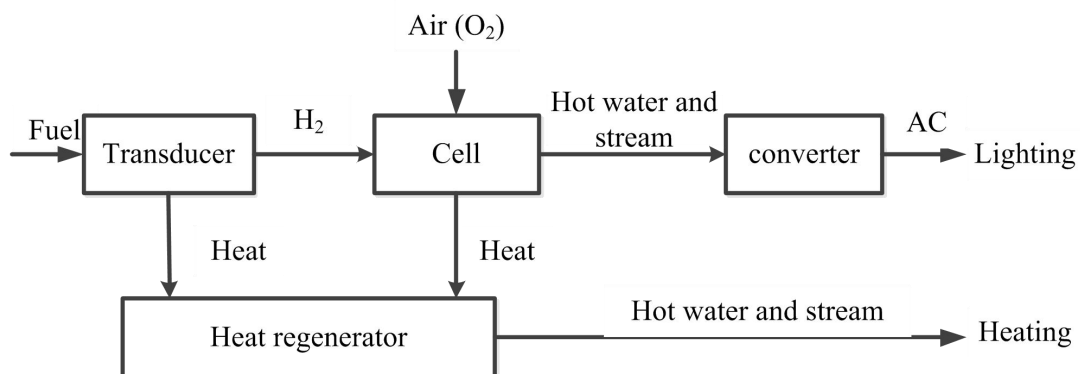 Air (O₂)
Fuel
Transducer
H₂
Cell
Hot water and
stream
converter
AC
Lighting
Heat
Heat
Heat regenerator
Hot water and stream
Heating